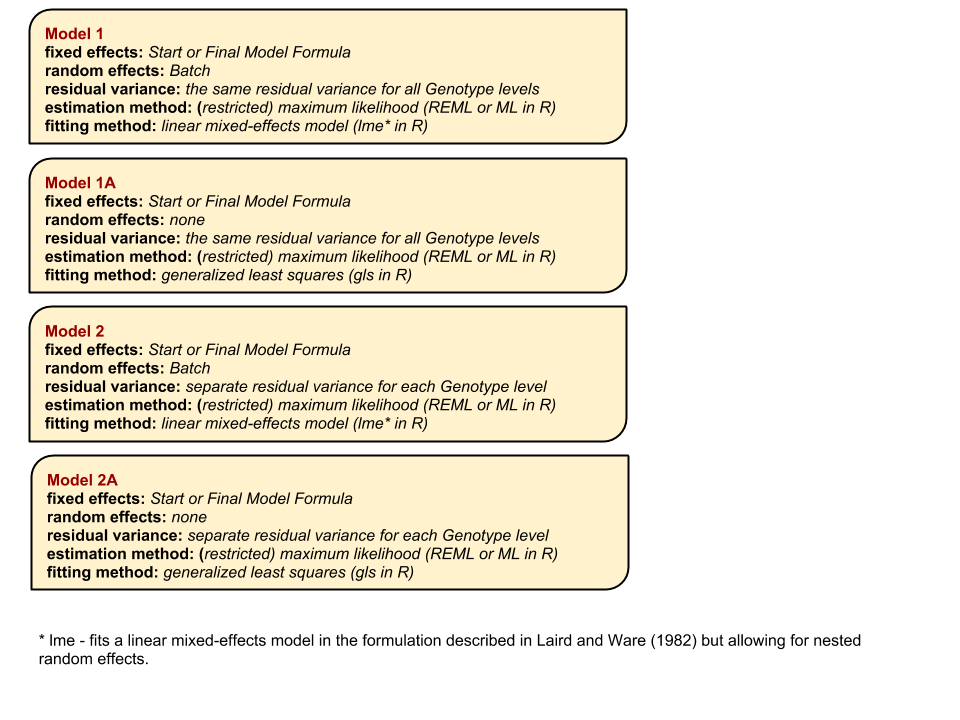 Model 1
fixed effects: Start or Final Model Formula
random effects: Batch
residual variance: the same residual variance for all Genotype levels
estimation method: (restricted) maximum likelihood (REML or ML in R)
fitting method: linear mixed-effects model (lme* in R)
Model 1A
fixed effects: Start or Final Model Formula
random effects: none
residual variance: the same residual variance for all Genotype levels
estimation method: (restricted) maximum likelihood (REML or ML in R)
fitting method: generalized least squares (gls in R)
Model 2
fixed effects: Start or Final Model Formula
random effects: Batch
residual variance: separate residual variance for each Genotype level
estimation method: (restricted) maximum likelihood (REML or ML in R)
fitting method: linear mixed-effects model (lme* in R)
Model 2A
fixed effects: Start or Final Model Formula
random effects: none
residual variance: separate residual variance for each Genotype level
estimation method: (restricted) maximum likelihood (REML or ML in R)
fitting method: generalized least squares (gls in R)
* lme - fits a linear mixed-effects model in the formulation described in Laird and Ware (1982) but allowing for nested
random effects.